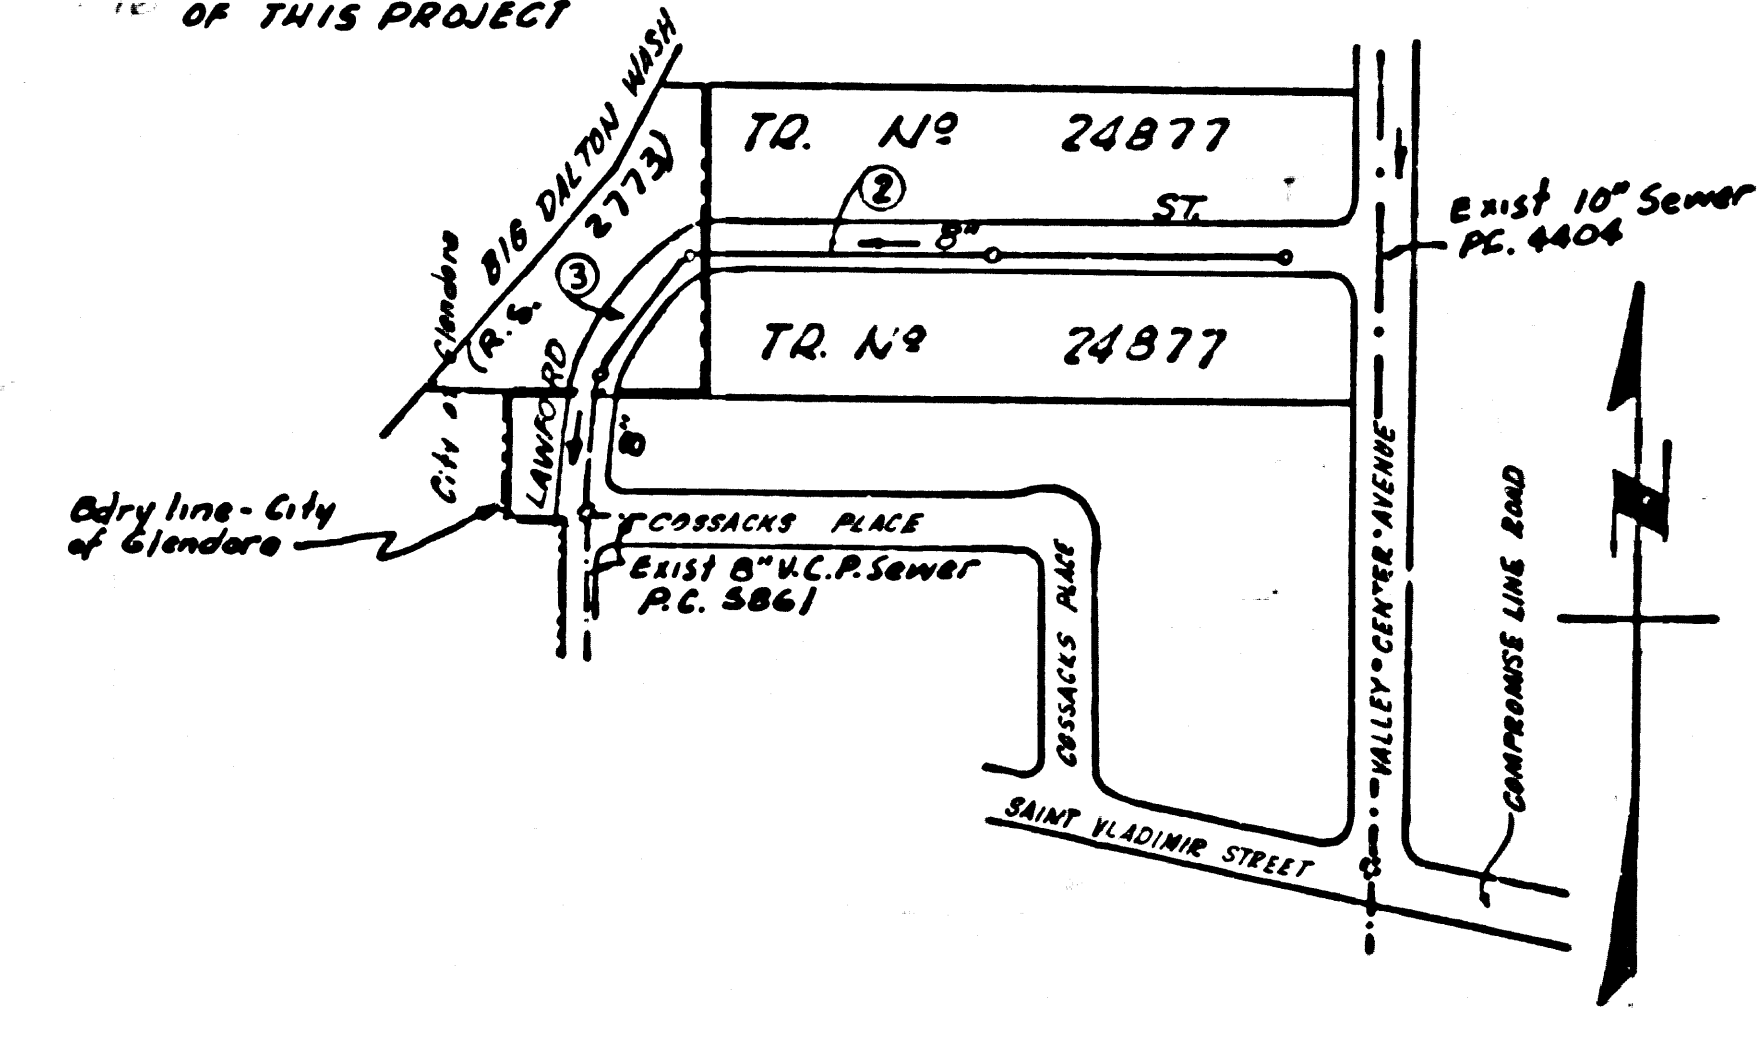 OF THIS PROJECT
BIG DALTON WASH
(R.S. 2773)
TR. Nº 24877
2
ST.
8"
Exist 10" Sewer
P.C. 4404
3
City of Glendora
TR. Nº 24877
LAWFORD
8"
Bdry line - City
of Glendora
COSSACKS PLACE
Exist 8" V.C.P. Sewer
P.C. 3861
COSSACKS PLACE
VALLEY CENTER AVENUE
COMPROMISE LINE ROAD
SAINT VLADIMIR STREET
N